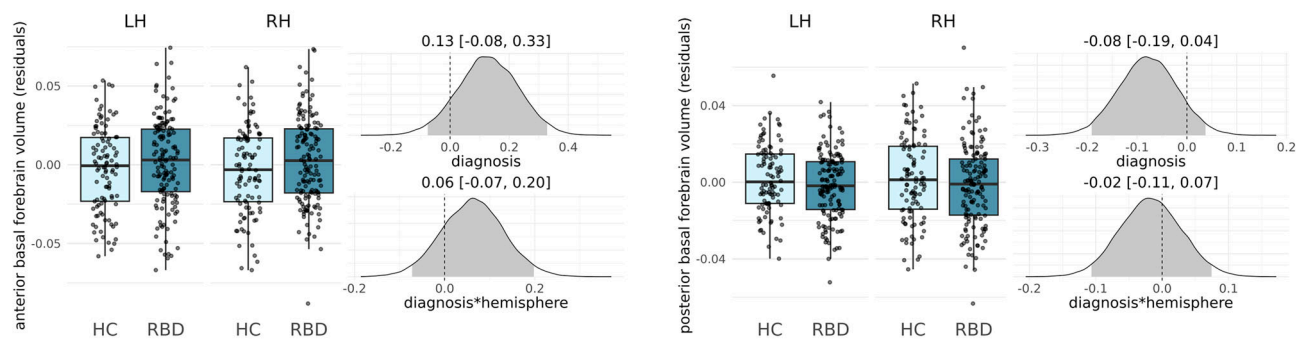 LH
RH
anterior basal forebrain volume (residuals)
0.05
0.00
-0.05
HC
RBD
HC
RBD
0.13 [-0.08, 0.33]
-0.2
0.0
0.2
0.4
diagnosis
0.06 [-0.07, 0.20]
-0.2
0.0
0.2
diagnosis*hemisphere
LH
RH
posterior basal forebrain volume (residuals)
0.04
0.00
-0.04
HC
RBD
HC
RBD
-0.08 [-0.19, 0.04]
-0.3
-0.2
-0.1
0.0
0.1
0.2
diagnosis
-0.02 [-0.11, 0.07]
-0.2
-0.1
0.0
0.1
diagnosis*hemisphere